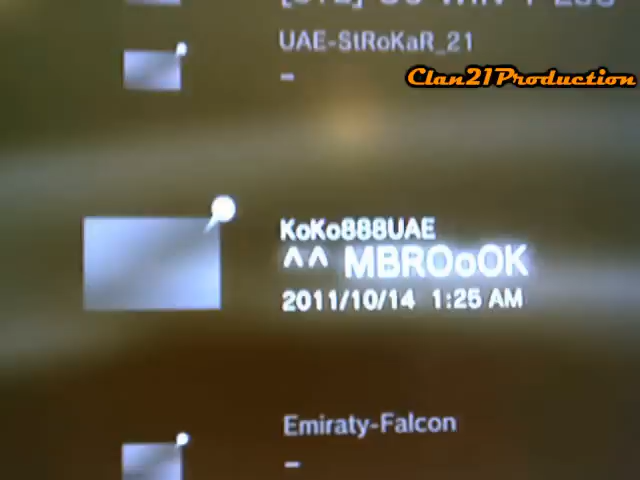 UAE-StRoKaR_21
-
Clan21Production
KoKo888UAE
^^ MBROoOK
2011/10/14 1:25 AM
Emiraty-Falcon
-